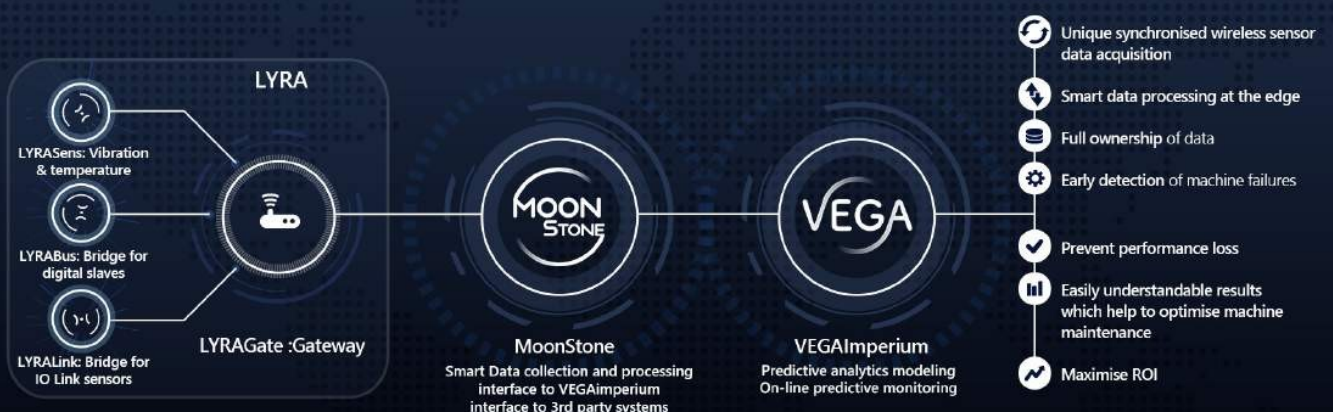 LYRA
LYRASens: Vibration
& temperature
LYRABus: Bridge for
digital slaves
LYRALink: Bridge for
IO Link sensors
LYRAGate :Gateway
MOON
STONE
MoonStone
Smart Data collection and processing
interface to VEGAimperium
interface to 3rd party systems
VEGA
VEGAImperium
Predictive analytics modeling
On-line predictive monitoring
Unique synchronised wireless sensor
data acquisition
Smart data processing at the edge
Full ownership of data
Early detection of machine failures
Prevent performance loss
Easily understandable results
which help to optimise machine
maintenance
Maximise ROI